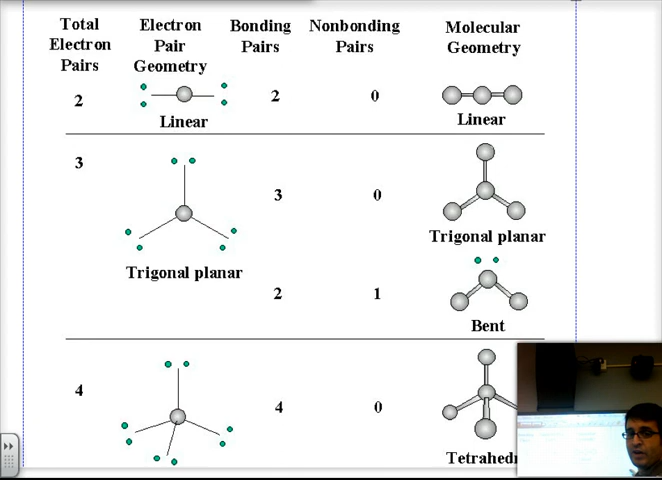 Total Electron Pairs
Electron Pair Geometry
Bonding Pairs
Nonbonding Pairs
Molecular Geometry
2
Linear
2
0
Linear
3
Trigonal planar
3
0
Trigonal planar
2
1
Bent
4
4
0
Tetrahed